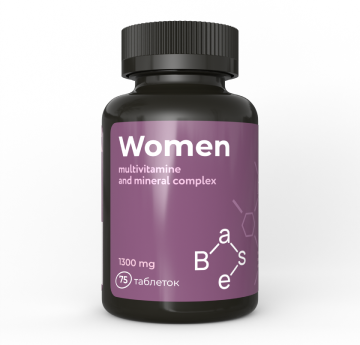 Women
multivitamine
and mineral complex
1300 mg
75 таблеток
Base